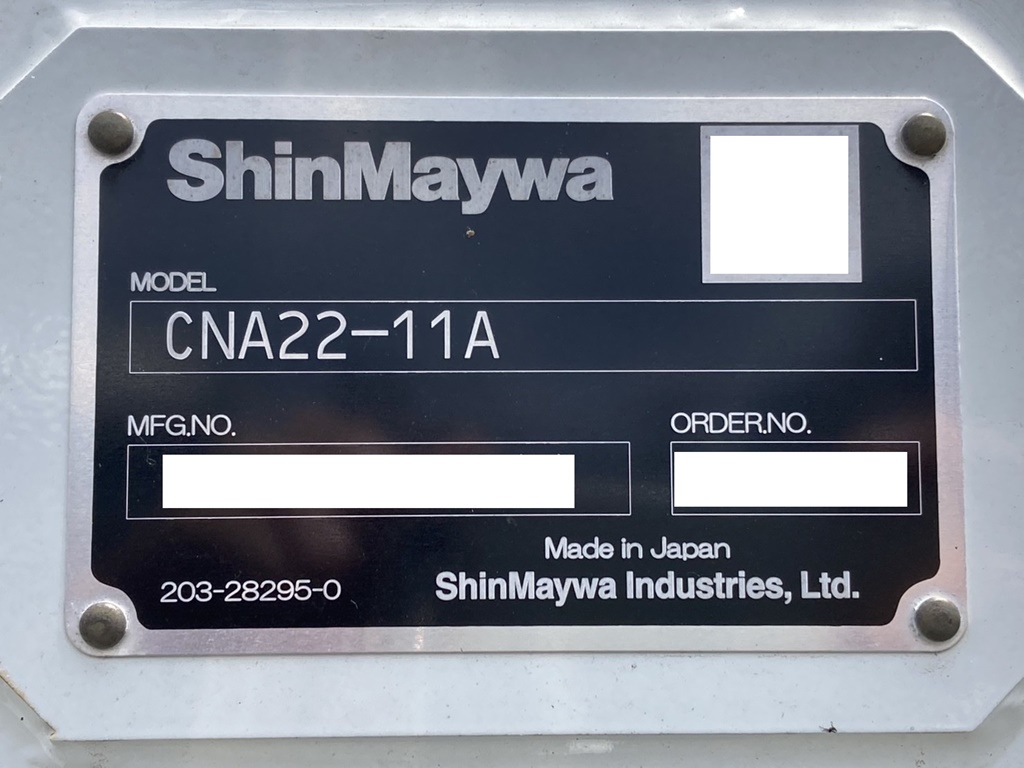 ShinMaywa
MODEL
CNA22-11A
MFG.NO.
ORDER.NO.
Made in Japan
203-28295-0
ShinMaywa Industries, Ltd.